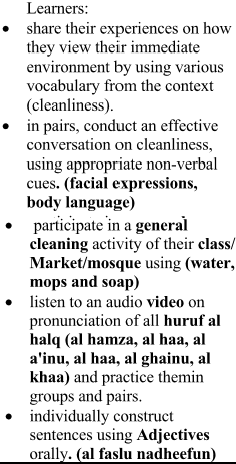 Learners:
• share their experiences on how
they view their immediate
environment by using various
vocabulary from the context
(cleanliness).
• in pairs, conduct an effective
conversation on cleanliness,
using appropriate non-verbal
cues. (facial expressions,
body language)
• participate in a general
cleaning activity of their class/
Market/mosque using (water,
mops and soap)
• listen to an audio video on
pronunciation of all huruf al
halq (al hamza, al haa, al
a'inu, al haa, al ghainu, al
khaa) and practice themin
groups and pairs.
• individually construct
sentences using Adjectives
orally. (al faslu nadheefun)